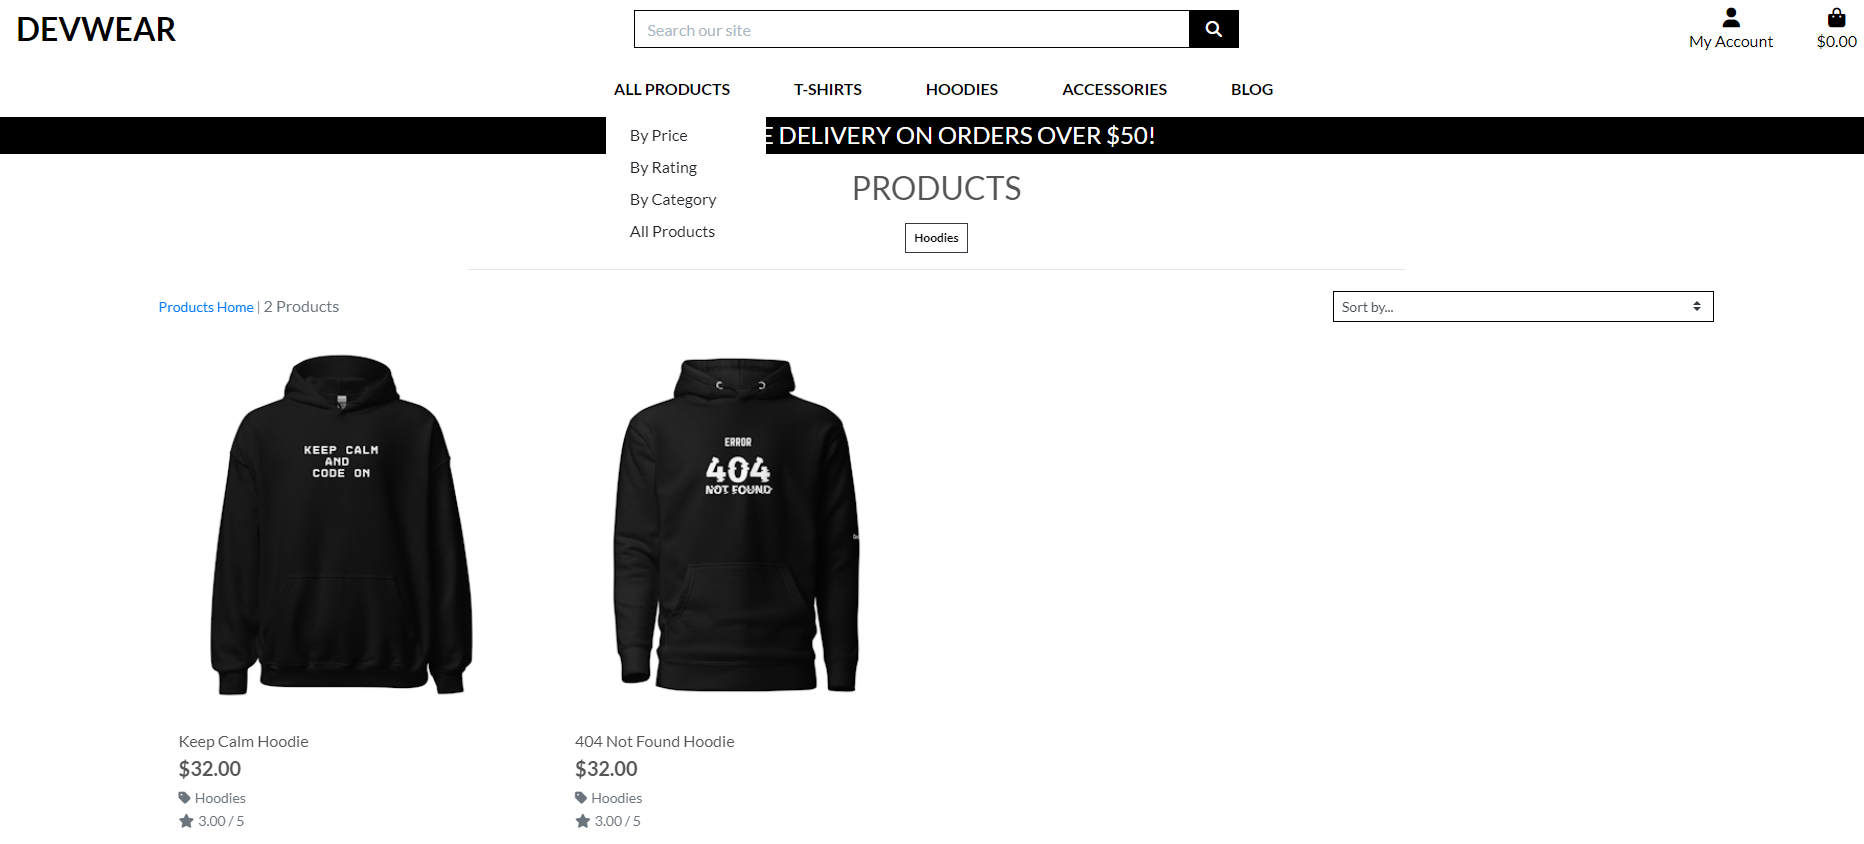 DEVWEAR
Search our site
My Account
$0.00
ALL PRODUCTS
T-SHIRTS
HOODIES
ACCESSORIES
BLOG
By Price
By Rating
By Category
All Products
DELIVERY ON ORDERS OVER $50!
PRODUCTS
Hoodies
Products Home | 2 Products
Sort by...
KEEP CALM
AND
CODE ON
ERROR
404
NOT FOUND
Keep Calm Hoodie
$32.00
Hoodies
3.00 / 5
404 Not Found Hoodie
$32.00
Hoodies
3.00 / 5